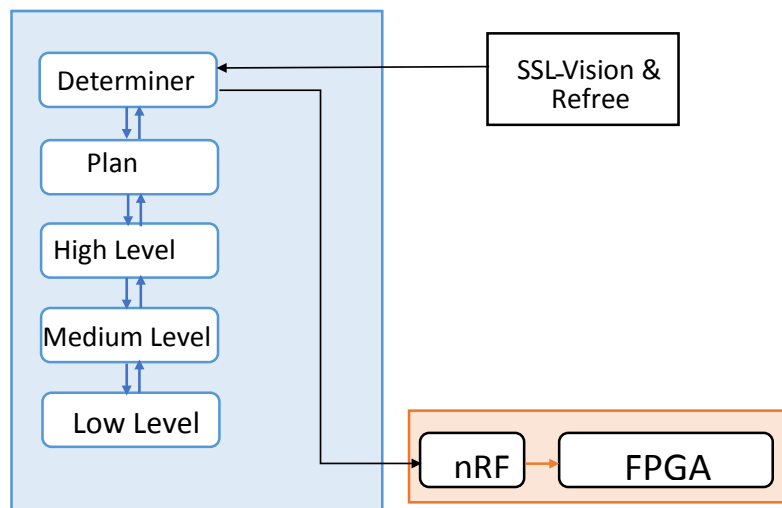 Determiner
SSL-Vision &
Refree
Plan
High Level
Medium Level
Low Level
nRF
FPGA